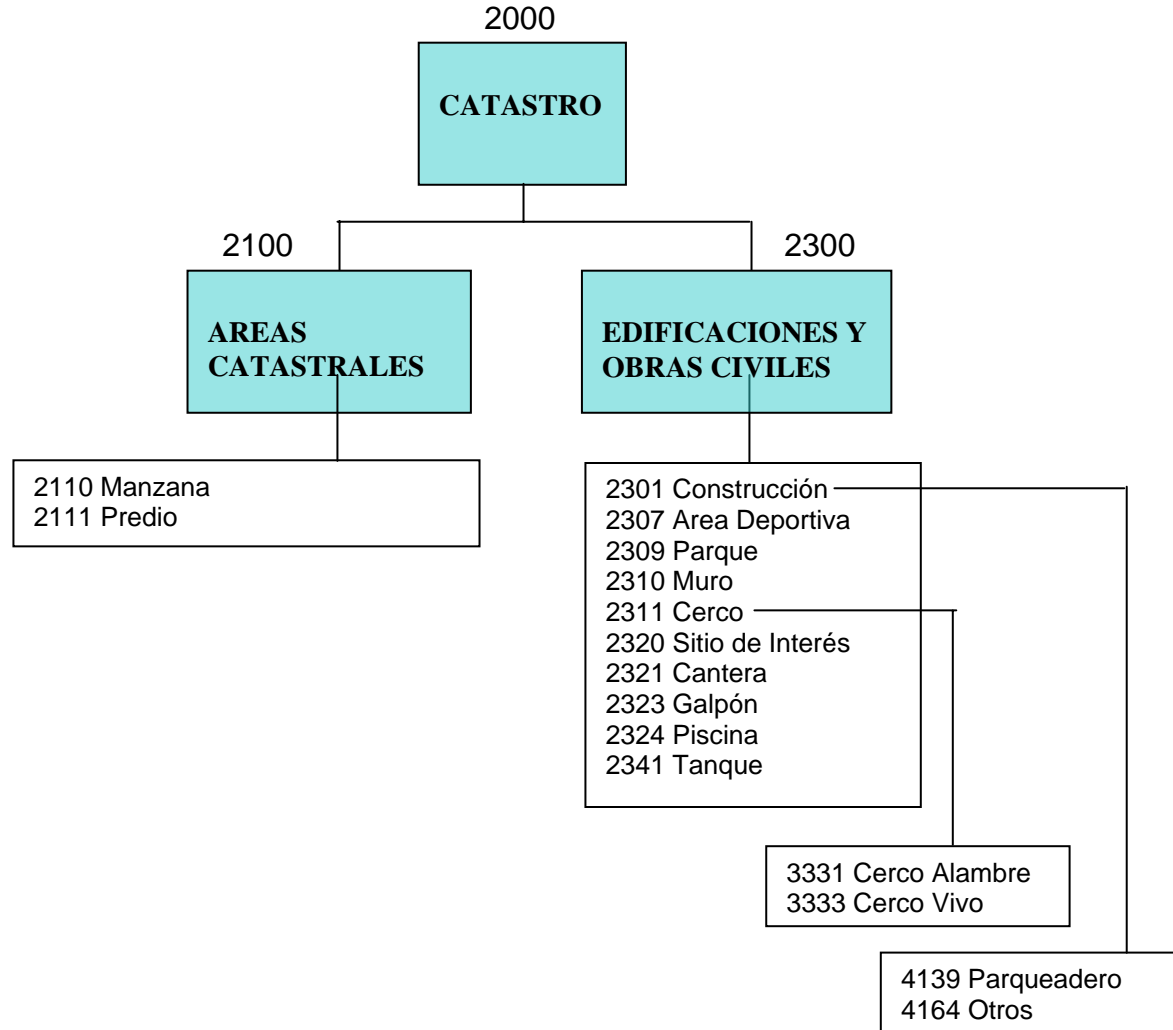 2000
CATASTRO
2100
2300
AREAS
CATASTRALES
EDIFICACIONES Y
OBRAS CIVILES
2110 Manzana
2111 Predio
2301 Construcción
2307 Area Deportiva
2309 Parque
2310 Muro
2311 Cerco
2320 Sitio de Interés
2321 Cantera
2323 Galpón
2324 Piscina
2341 Tanque
3331 Cerco Alambre
3333 Cerco Vivo
4139 Parqueadero
4164 Otros